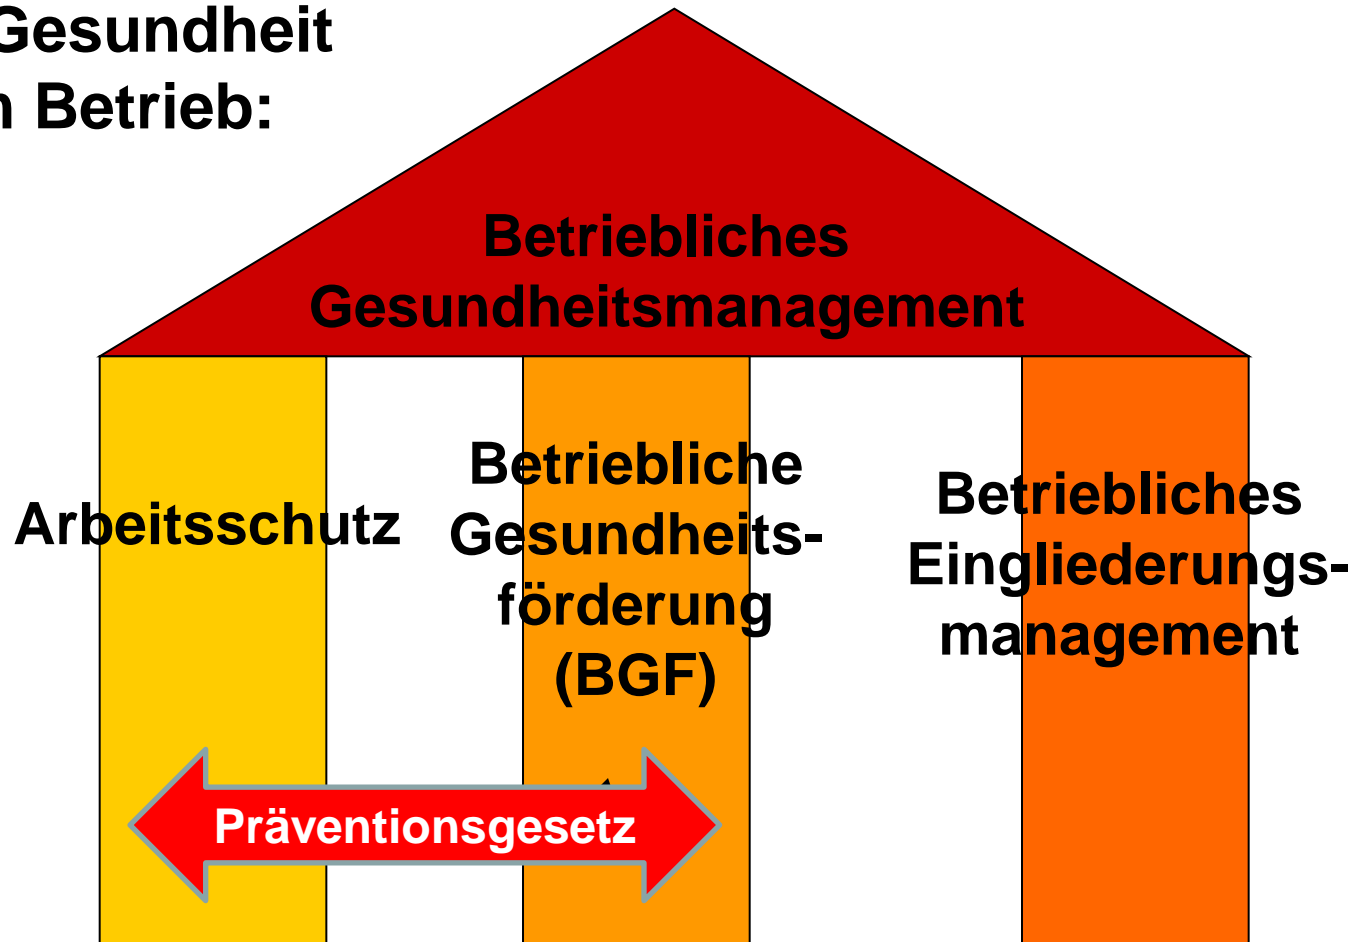 Gesundheit
Betrieb:
Betriebliches
Gesundheitsmanagement
Arbeitsschutz
Betriebliche
Gesundheits-
förderung
(BGF)
Betriebliches
Eingliederungs-
management
Präventionsgesetz